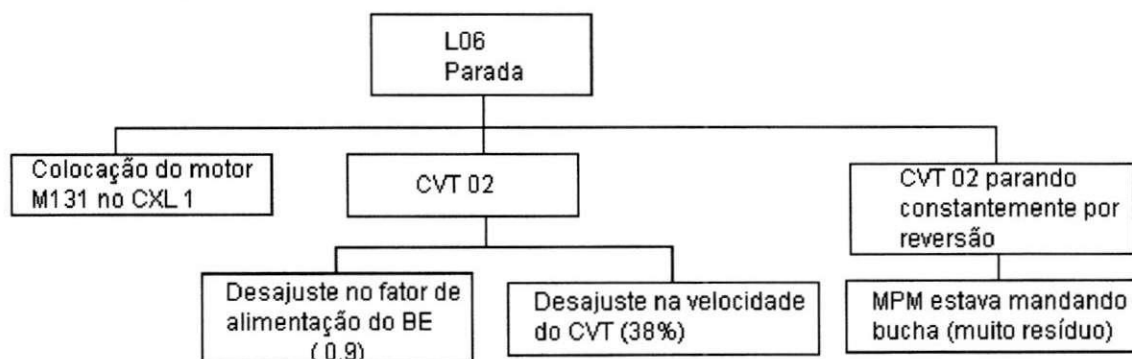 L06
Parada
Colocação do motor
M131 no CXL 1
CVT 02
CVT 02 parando
constantemente por
reversão
Desajuste no fator de
alimentação do BE
( 0.9)
Desajuste na velocidade
do CVT (38%)
MPM estava mandando
bucha (muito resíduo)